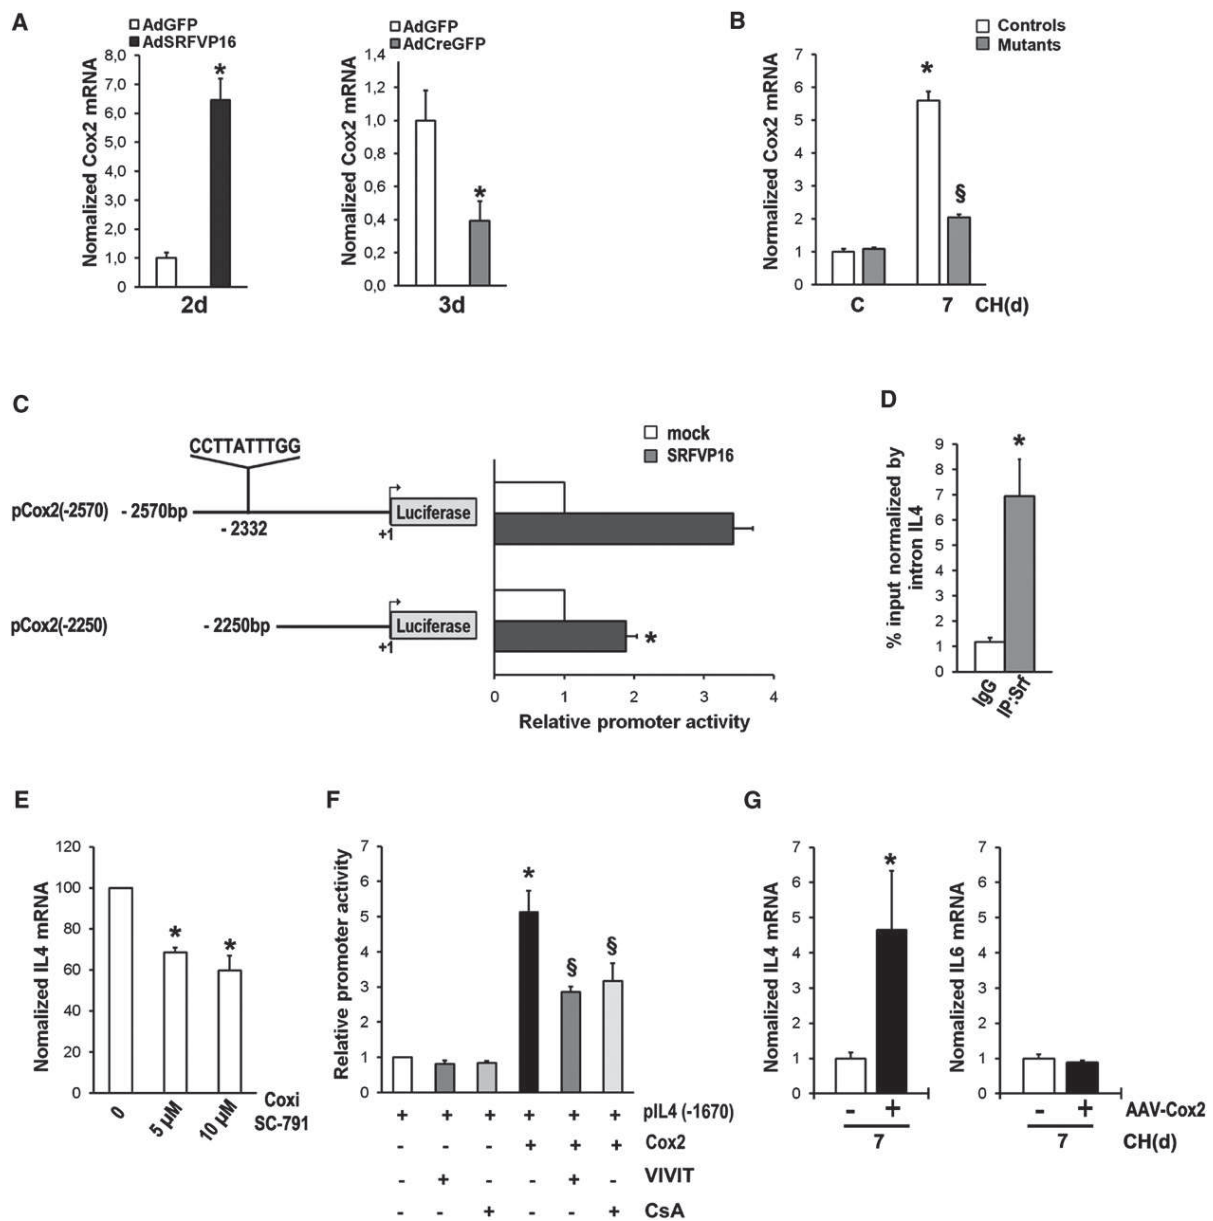 A
AdGFP
AdSRFVP16
Nomalized Cox2 mRNA
8,0
7,0
6,0
5,0
4,0
3,0
2,0
1,0
0
*
2d
AdGFP
AdCreGFP
Nomalized Cox2 mRNA
1,4
1,2
1,0
0,8
0,6
0,4
0,2
0,0
*
3d
B
Controls
Mutants
Normalized Cox2 mRNA
7
6
5
4
3
2
1
0
*
§
C 7 CH(d)
C
CCTTATTTGG
pCox2(-2570) - 2570bp
- 2332
+1
Luciferase
pCox2(-2250) - 2250bp
+1
Luciferase
mock
SRFVP16
*
0 1 2 3 4
Relative promoter activity
D
% input normalized by
intron IL4
9
8
7
6
5
4
3
2
1
0
*
IgG
IP:Srf
E
Nomalized IL4 mRNA
120
100
80
60
40
20
0
* *
0 5 µM 10 µM
Coxi
SC-791
F
Relative promoter activity
7
6
5
4
3
2
1
0
* § §
+ + + + + + pIL4 (-1670)
- - - + + + Cox2
- + - - + - VIVIT
- - + - - + CsA
G
Nomalized IL4 mRNA
7
6
5
4
3
2
1
0
*
- +
7
Nomalized IL6 mRNA
7
6
5
4
3
2
1
0
- + AAV-Cox2
7 CH(d)